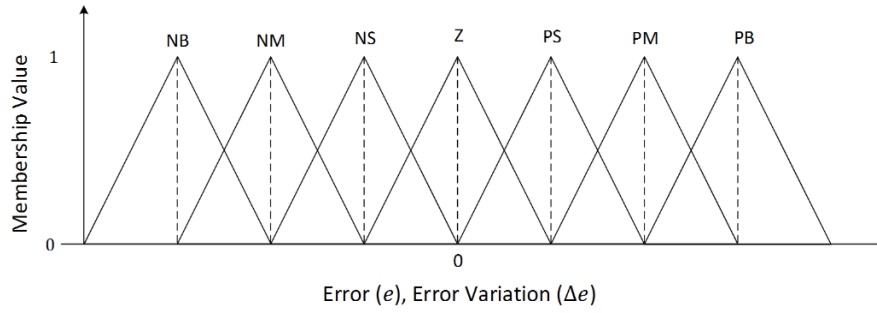 NB NM NS Z PS PM PB
1
Membership Value
0
0
Error (e), Error Variation (Δe)